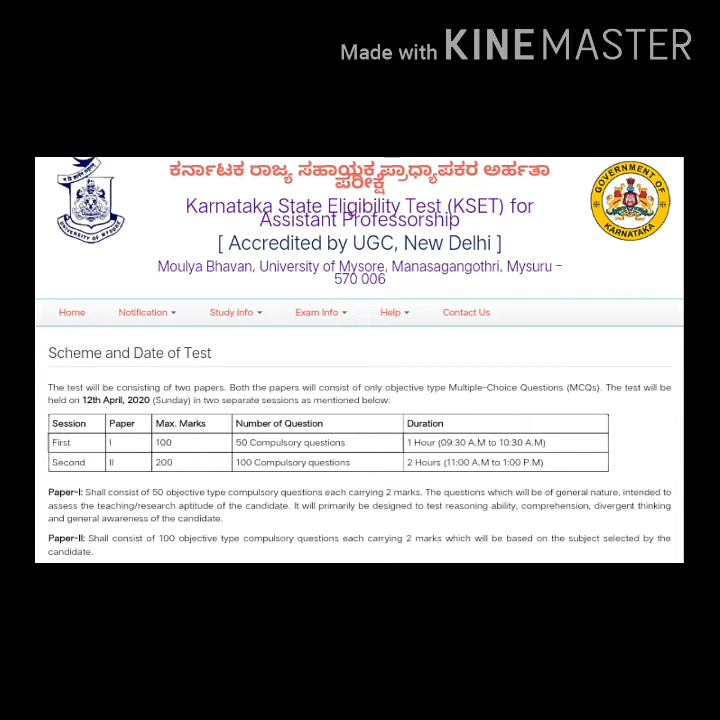 Made with KINEMASTER
ಕರ್ನಾಟಕ ರಾಜ್ಯ ಸಹಾಯಕ ಪ್ರಾಧ್ಯಾಪಕರ ಅರ್ಹತಾ
ಪರೀಕ್ಷೆ
Karnataka State Eligibility Test (KSET) for
Assistant Professorship
[ Accredited by UGC, New Delhi ]
Moulya Bhavan, University of Mysore, Manasagangothri, Mysuru –
570 006
UNIVERSITY OF MYSORE
GOVERNMENT OF KARNATAKA
Home Notification Study Info Exam Info Help Contact Us
Scheme and Date of Test
The test will be consisting of two papers. Both the papers will consist of only objective type Multiple-Choice Questions (MCQs). The test will be
held on 12th April, 2020 (Sunday) in two separate sessions as mentioned below:
Session Paper Max. Marks Number of Question Duration
First I 100 50 Compulsory questions 1 Hour (09:30 A.M to 10:30 A.M)
Second II 200 100 Compulsory questions 2 Hours (11:00 A.M to 1:00 P.M)
Paper-I: Shall consist of 50 objective type compulsory questions each carrying 2 marks. The questions which will be of general nature, intended to
assess the teaching/research aptitude of the candidate. It will primarily be designed to test reasoning ability, comprehension, divergent thinking
and general awareness of the candidate.
Paper-II: Shall consist of 100 objective type compulsory questions each carrying 2 marks which will be based on the subject selected by the
candidate.